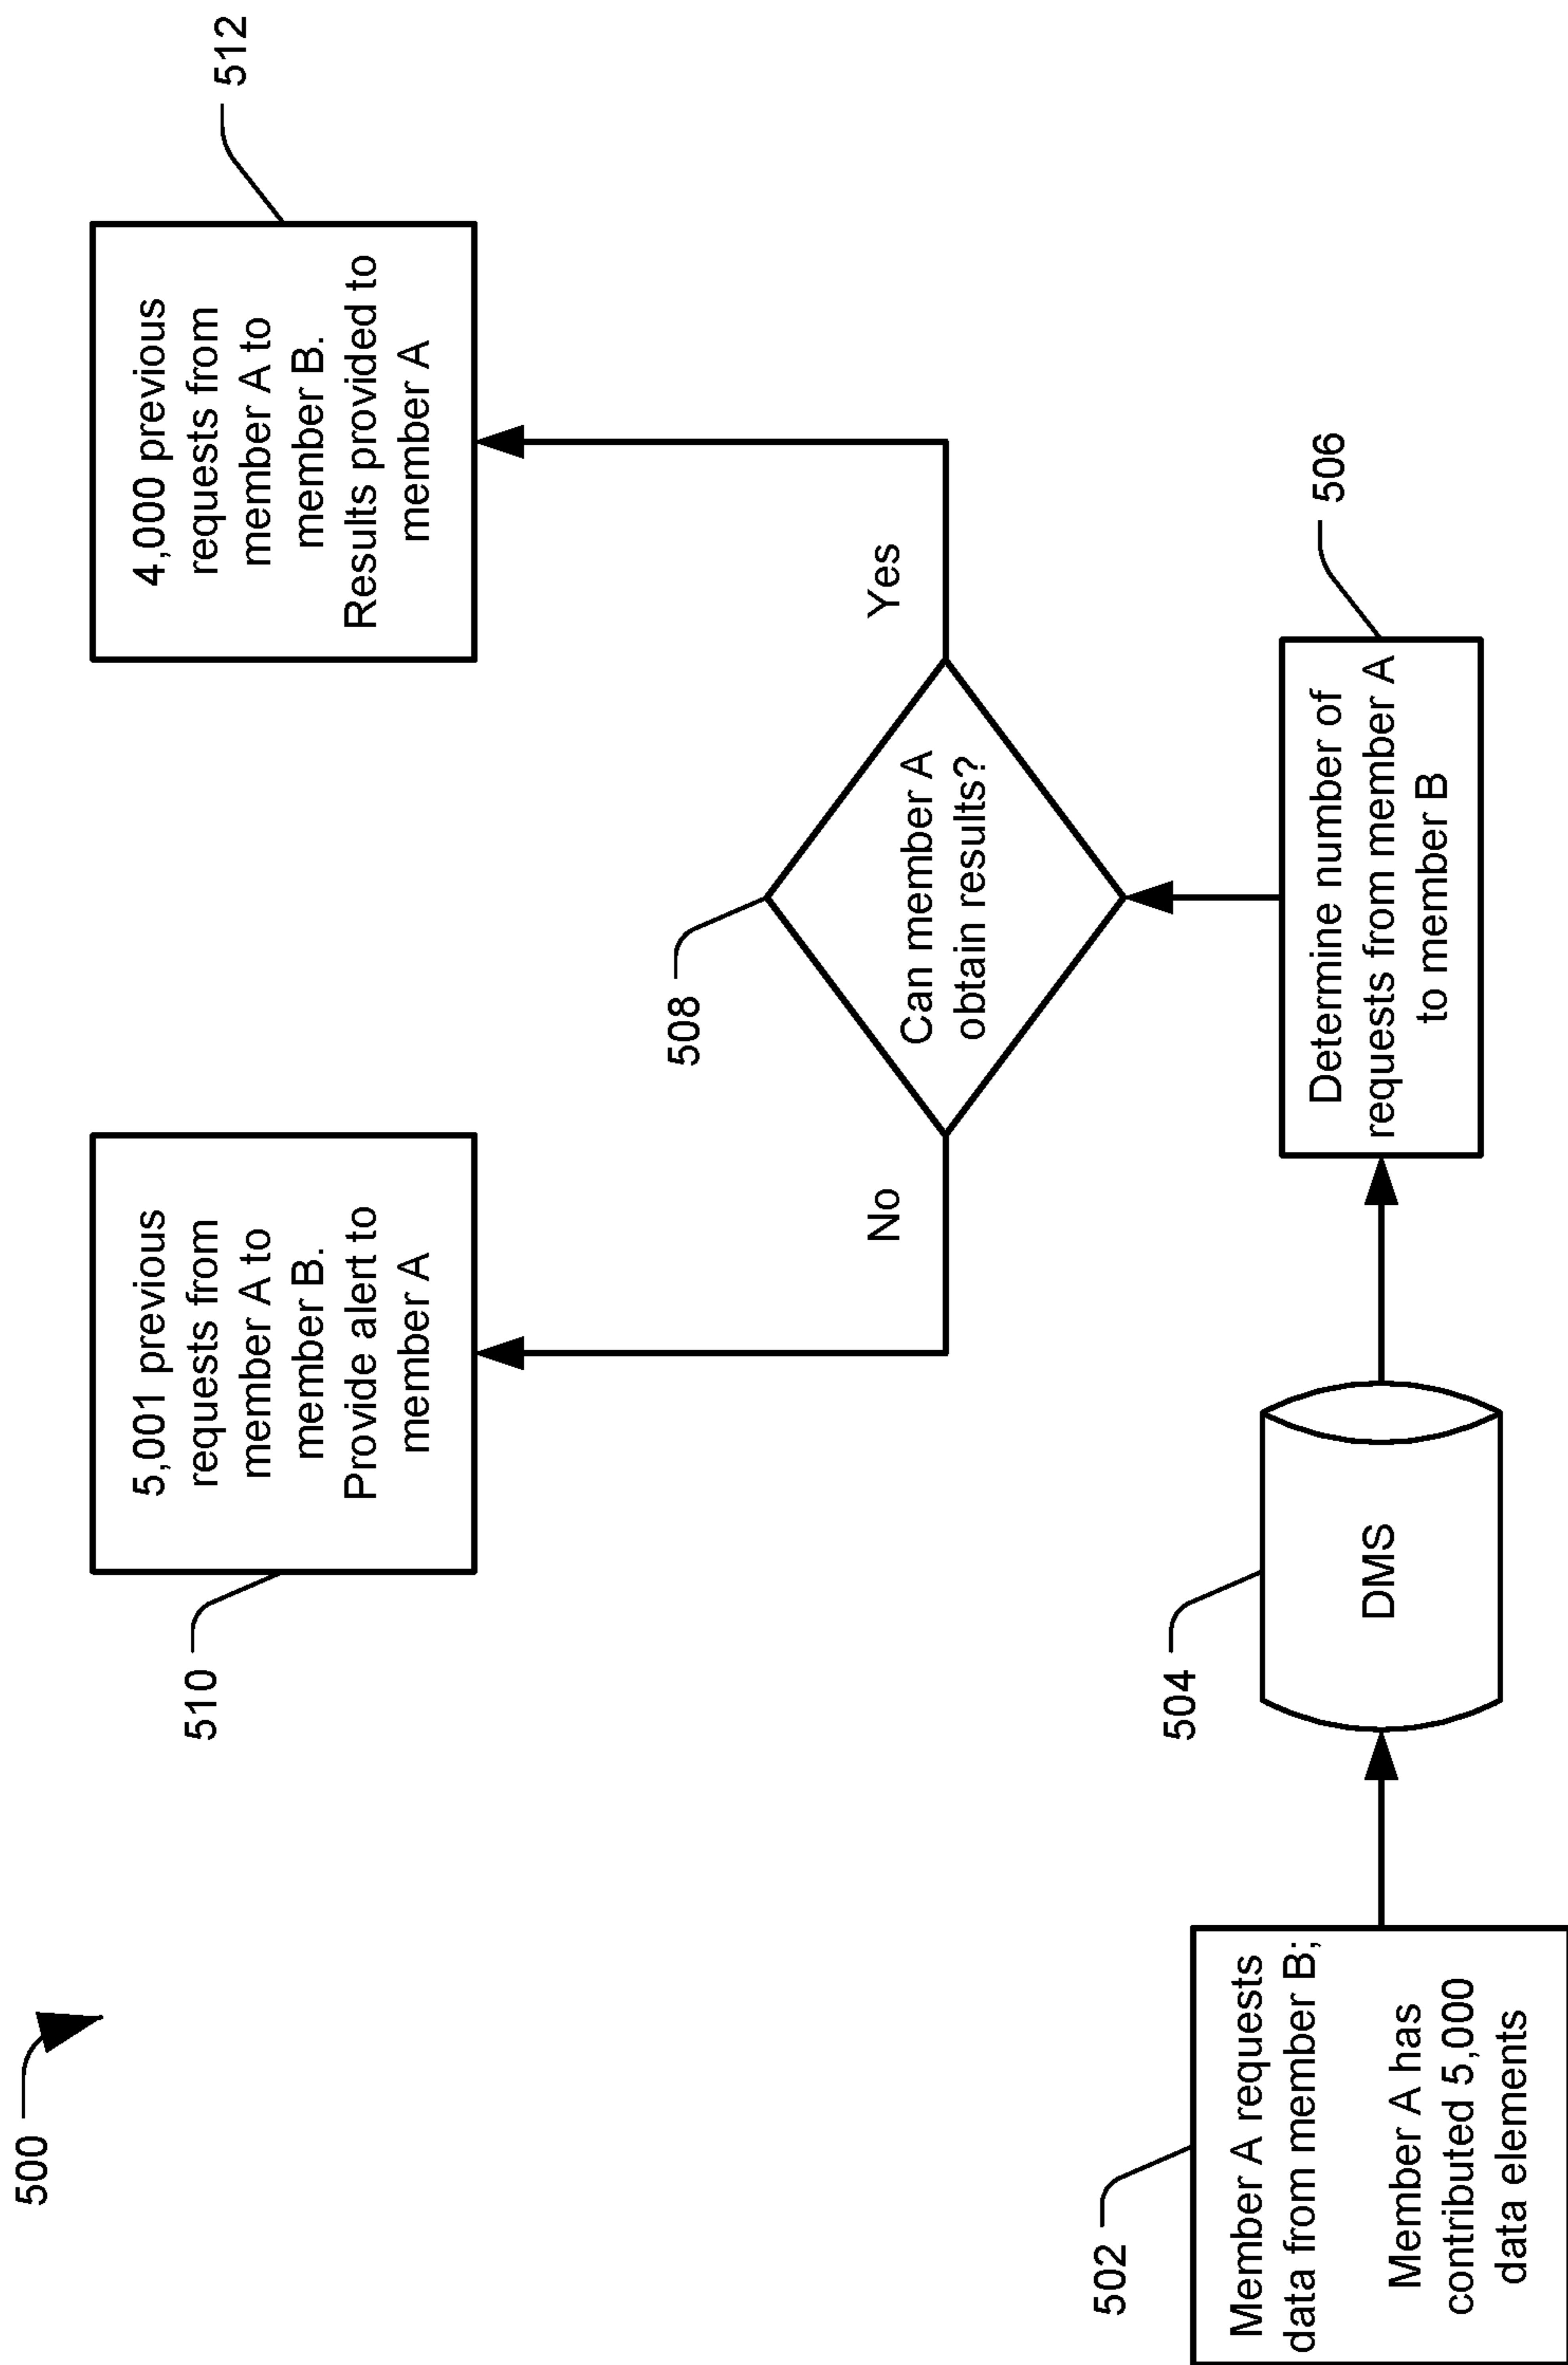 500
510
5,001 previous
requests from
member A to
member B.
Provide alert to
member A
512
4,000 previous
requests from
member A to
member B.
Results provided to
member A
508
No
Yes
Can member A
obtain results?
502
Member A requests
data from member B;
Member A has
contributed 5,000
data elements
504
DMS
506
Determine number of
requests from member A
to member B